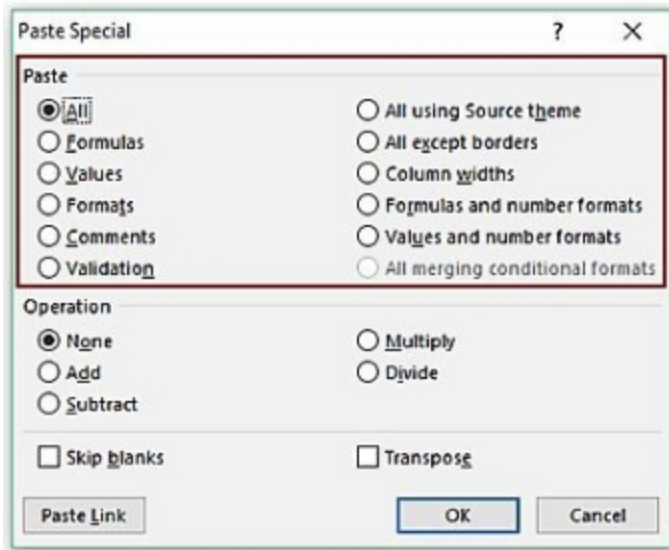 Paste Special ?
Paste
All
All using Source theme
Formulas
All except borders
Values
Column widths
Formats
Formulas and number formats
Comments
Values and number formats
Validation
All merging conditional formats
Operation
None
Multiply
Add
Divide
Subtract
Skip blanks
Transpose
Paste Link
OK
Cancel